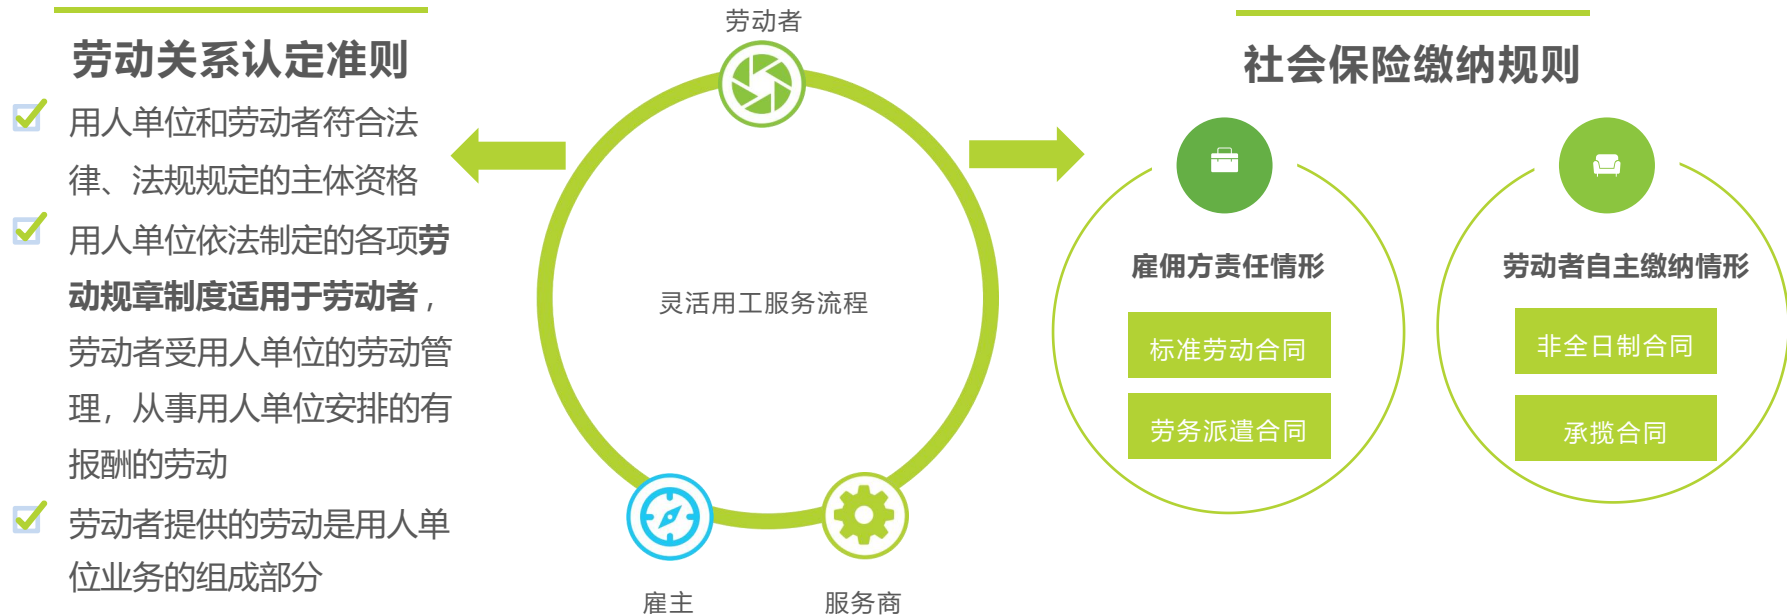 劳动关系认定准则
用人单位和劳动者符合法
律、法规规定的主体资格
用人单位依法制定的各项劳
动规章制度适用于劳动者，
劳动者受用人单位的劳动管
理，从事用人单位安排的有
报酬的劳动
劳动者提供的劳动是用人单
位业务的组成部分
劳动者
灵活用工服务流程
雇主
服务商
社会保险缴纳规则
雇佣方责任情形
标准劳动合同
劳务派遣合同
劳动者自主缴纳情形
非全日制合同
承揽合同